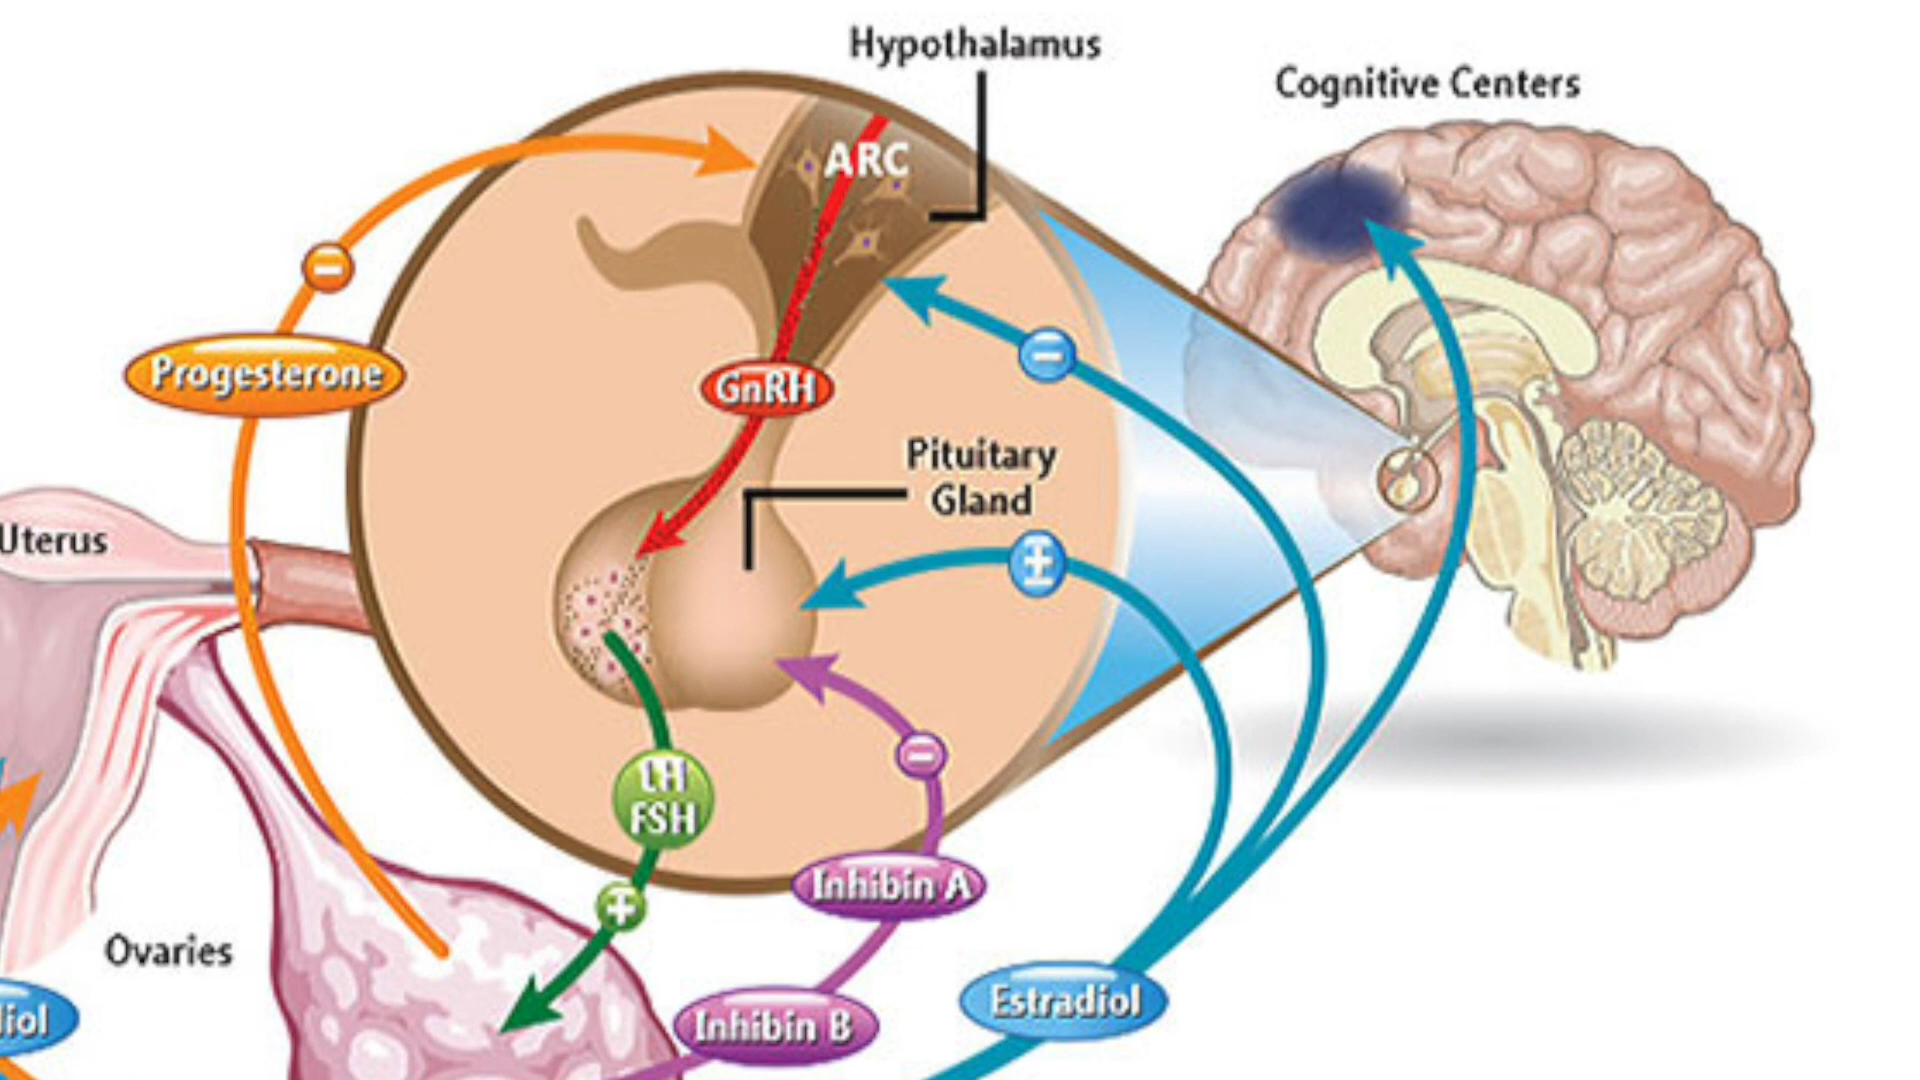 Hypothalamus
Cognitive Centers
ARC
Progesterone
GnRH
Pituitary
Gland
Uterus
LH
FSH
Inhibin A
Ovaries
Estradiol
Inhibin B